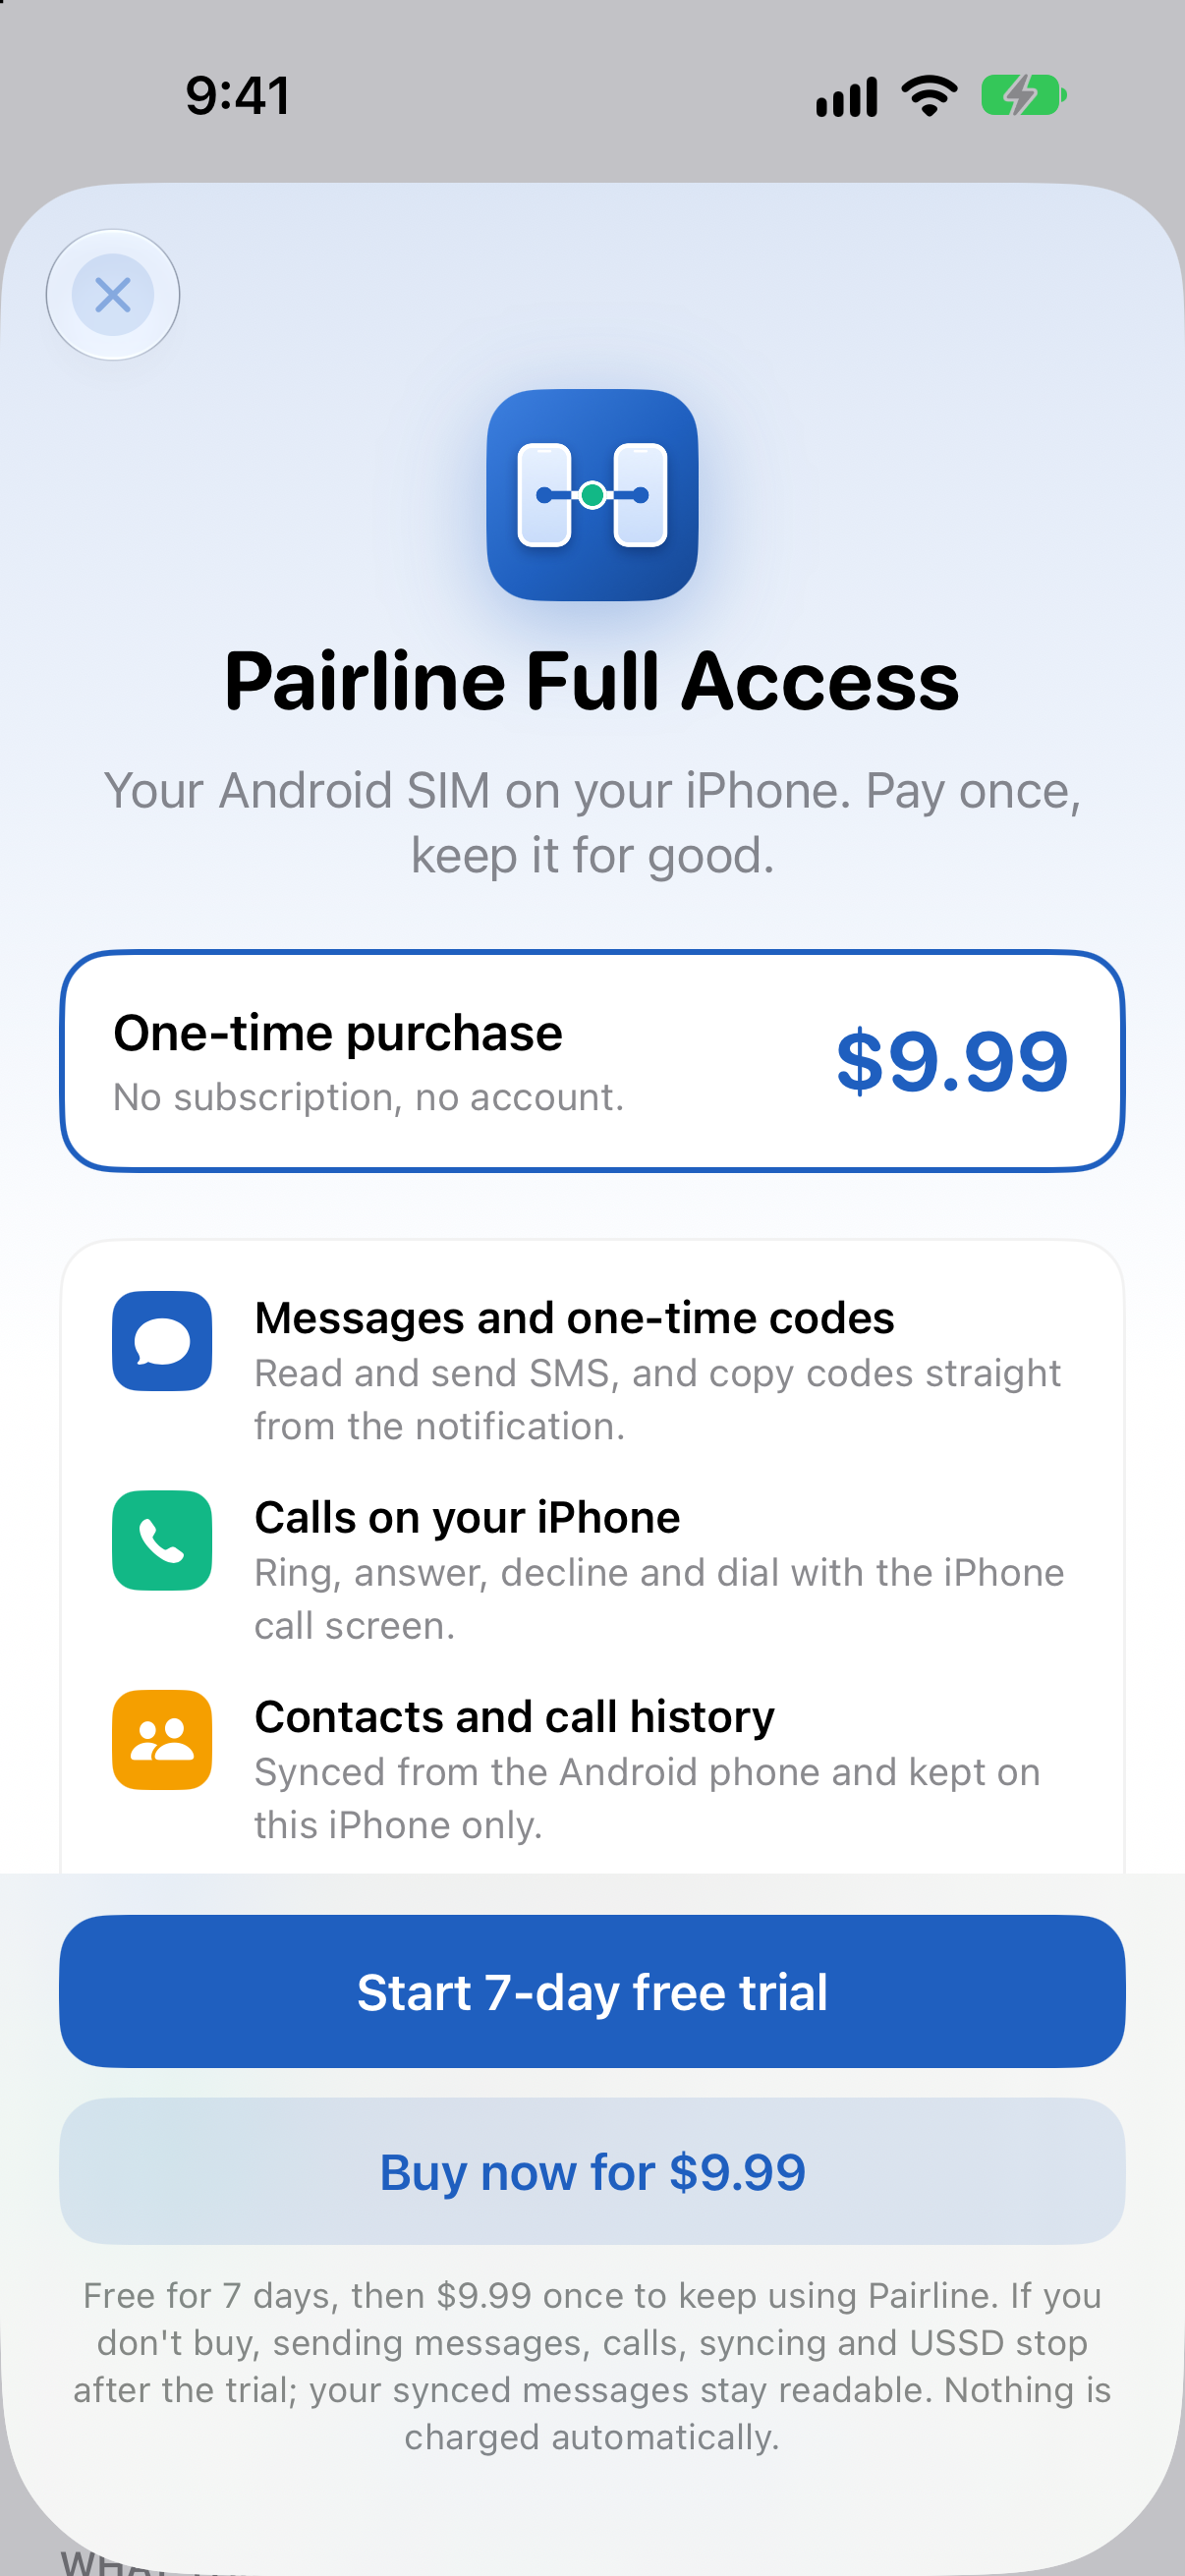 9:41
Pairline Full Access
Your Android SIM on your iPhone. Pay once,
keep it for good.
One-time purchase
No subscription, no account.
$9.99
Messages and one-time codes
Read and send SMS, and copy codes straight
from the notification.
Calls on your iPhone
Ring, answer, decline and dial with the iPhone
call screen.
Contacts and call history
Synced from the Android phone and kept on
this iPhone only.
Start 7-day free trial
Buy now for $9.99
Free for 7 days, then $9.99 once to keep using Pairline. If you
don't buy, sending messages, calls, syncing and USSD stop
after the trial; your synced messages stay readable. Nothing is
charged automatically.